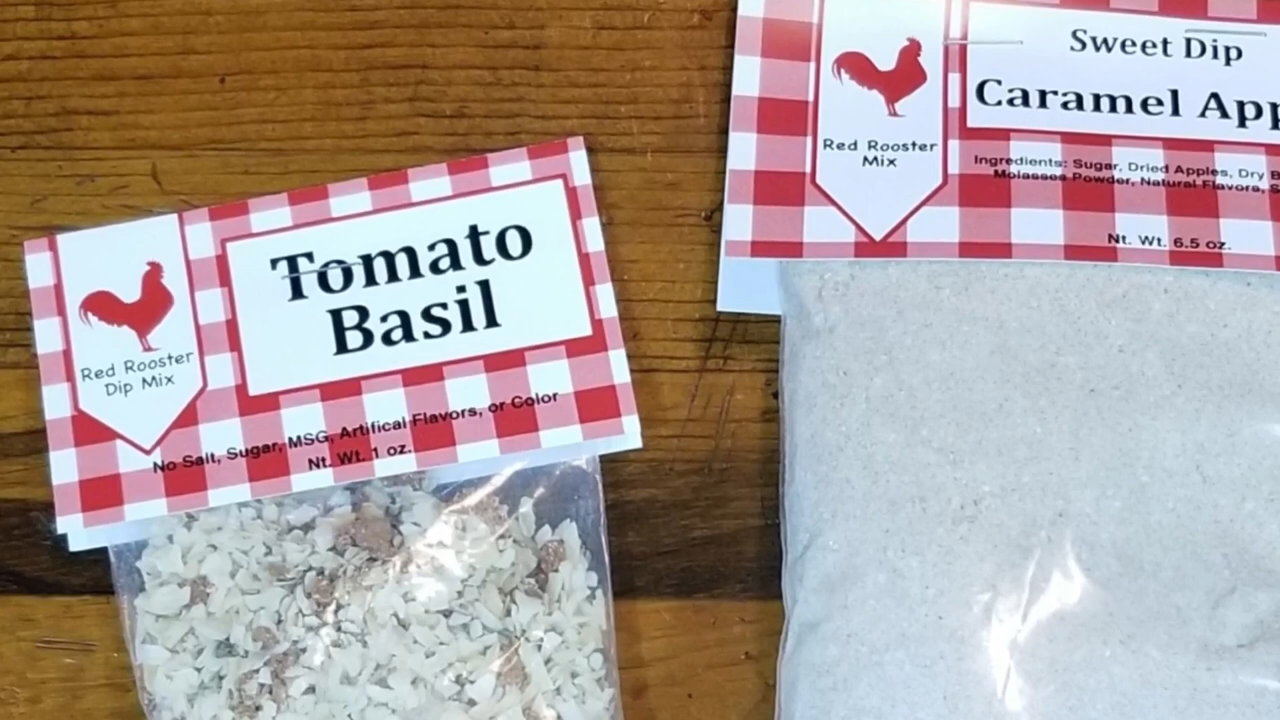 Tomato
Basil
Red Rooster
Dip Mix
No Salt, Sugar, MSG, Artifical Flavors, or Color
Nt. Wt. 1 oz.
Sweet Dip
Caramel App
Red Rooster
Mix
Ingredients: Sugar, Dried Apples, Dry B
Molasses Powder, Natural Flavors, S
Nt. Wt. 6.5 oz.